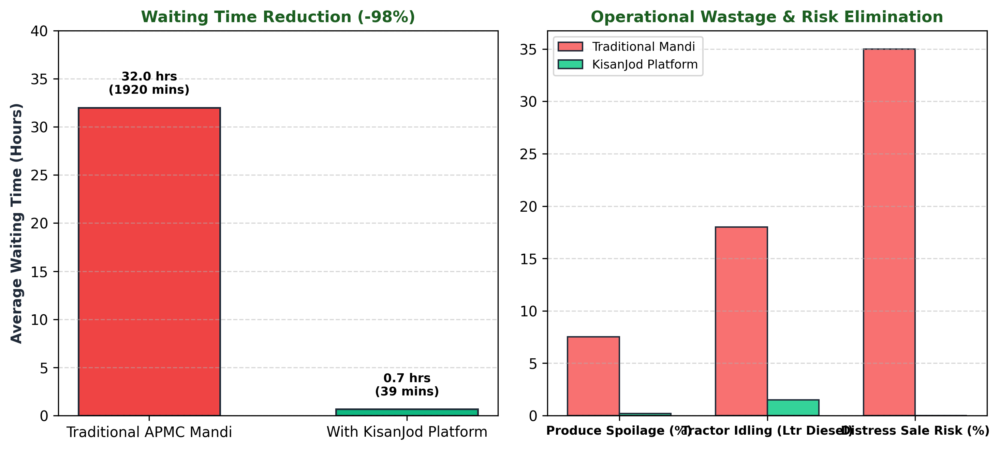 Waiting Time Reduction (-98%)
Average Waiting Time (Hours)
40
35
30
25
20
15
10
5
0
32.0 hrs
(1920 mins)
0.7 hrs
(39 mins)
Traditional APMC Mandi
With KisanJod Platform
Operational Wastage & Risk Elimination
Traditional Mandi
KisanJod Platform
35
30
25
20
15
10
5
0
Produce Spoilage (%)
Tractor Idling (Ltr Diesel)
Distress Sale Risk (%)